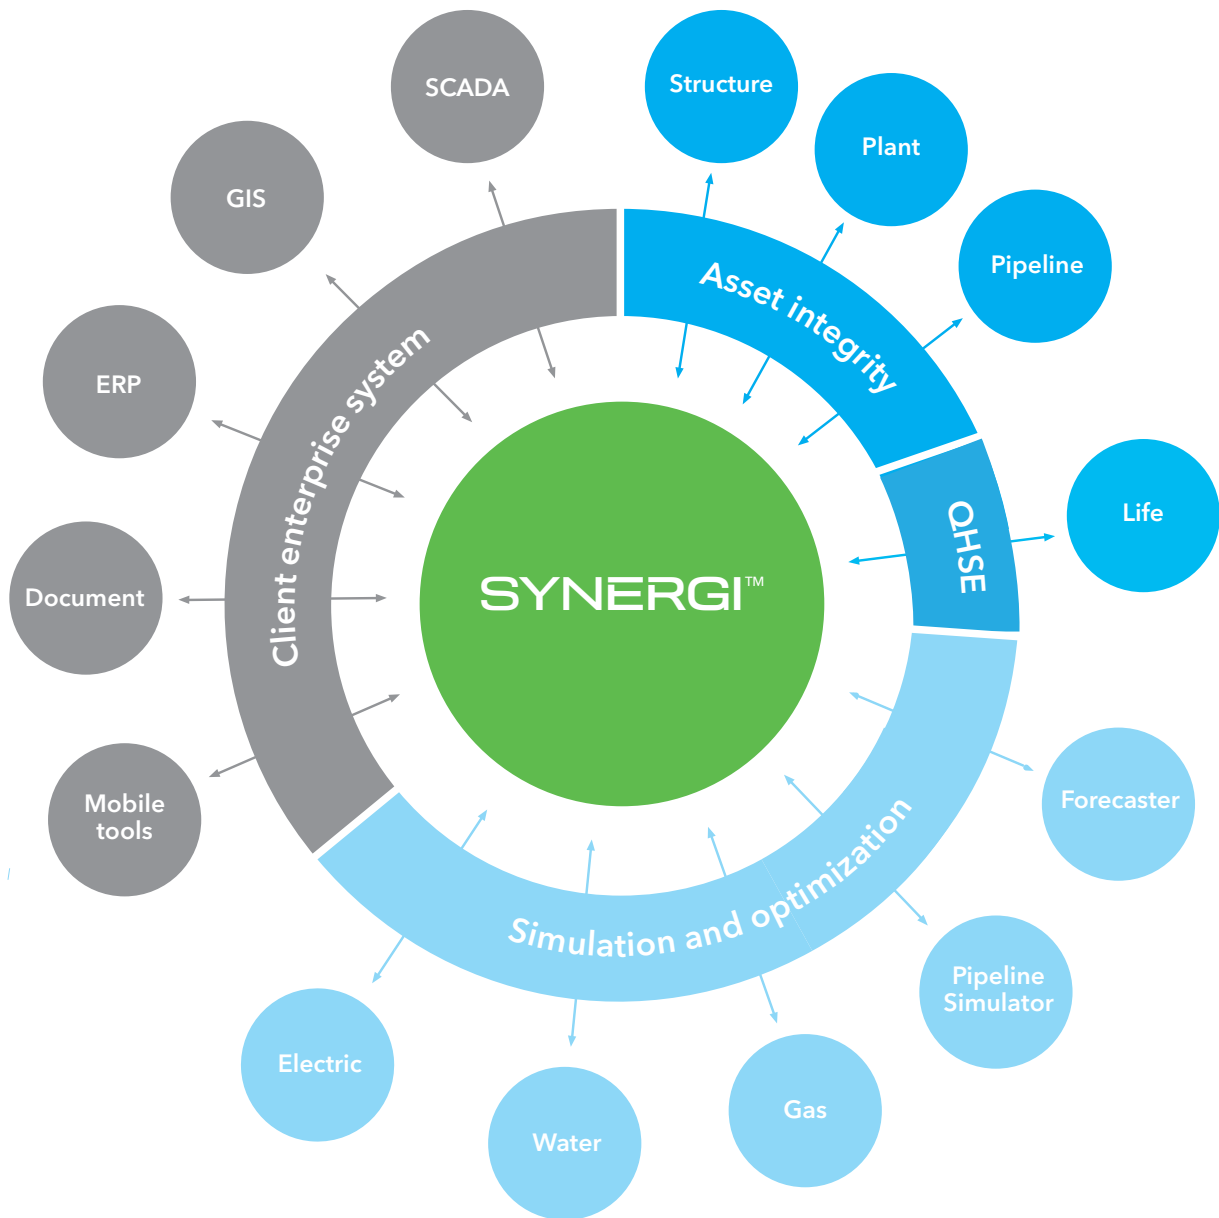 SCADA
Structure
Plant
GIS
Pipeline
Asset integrity
ERP
Client enterprise system
Life
QHSE
SYNERGI™
Document
Mobile
tools
Forecaster
Simulation and optimization
Pipeline
Simulator
Electric
Gas
Water